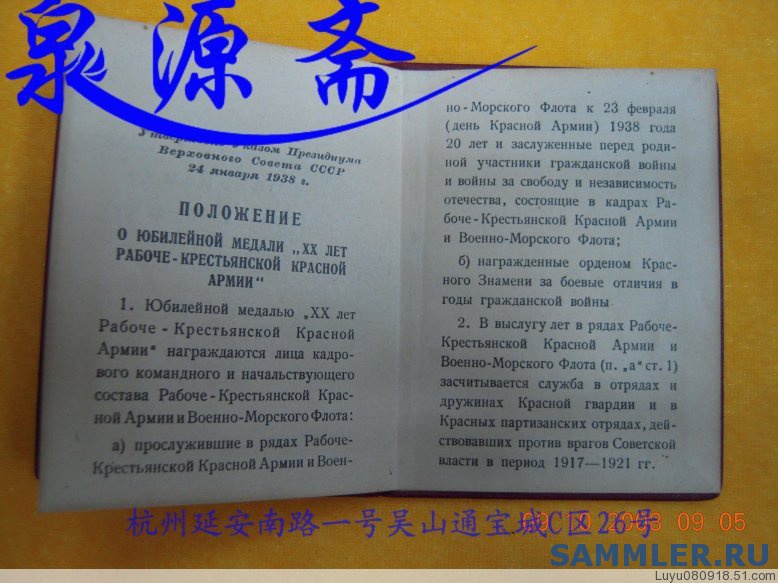 泉源斋
Утверждено Указом Президиума
Верховного Совета СССР
24 января 1938 г.
ПОЛОЖЕНИЕ
О ЮБИЛЕЙНОЙ МЕДАЛИ „XX ЛЕТ
РАБОЧЕ-КРЕСТЬЯНСКОЙ КРАСНОЙ
АРМИИ“
1. Юбилейной медалью „XX лет
Рабоче - Крестьянской Красной
Армии“ награждаются лица кадро-
вого командного и начальствующего
состава Рабоче-Крестьянской Крас-
ной Армии и Военно-Морского Флота:
а) прослужившие в рядах Рабоче-
Крестьянской Красной Армии и Воен-
но-Морского Флота к 23 февраля
(день Красной Армии) 1938 года
20 лет и заслуженные перед роди-
ной участники гражданской войны
и войны за свободу и независимость
отечества, состоящие в кадрах Ра-
боче-Крестьянской Красной Армии
и Военно-Морского Флота;
б) награжденные орденом Крас-
ного Знамени за боевые отличия в
годы гражданской войны.
2. В выслугу лет в рядах Рабоче-
Крестьянской Красной Армии и
Военно-Морского Флота (п. „а“ ст. 1)
засчитывается служба в отрядах и
дружинах Красной гвардии и в
Красных партизанских отрядах, дей-
ствовавших против врагов Советской
власти в период 1917—1921 гг.
杭州延安南路一号吴山通宝城C区26号
09 05
SAMMLER.RU
Luyu080918.51.com